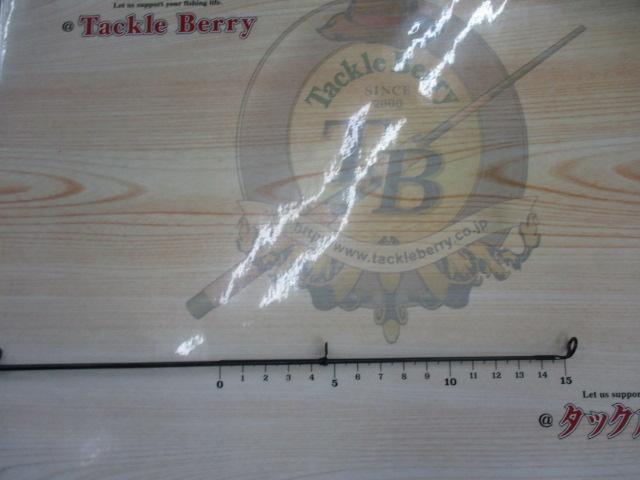 Let us support your fishing life.
@ Tackle Berry
Tackle Berry
SINCE
2000
TB
http://www.tackleberry.co.jp
0 1 2 3 4 5 6 7 8 9 10 11 12 13 14 15
Let us suppor
@ タック